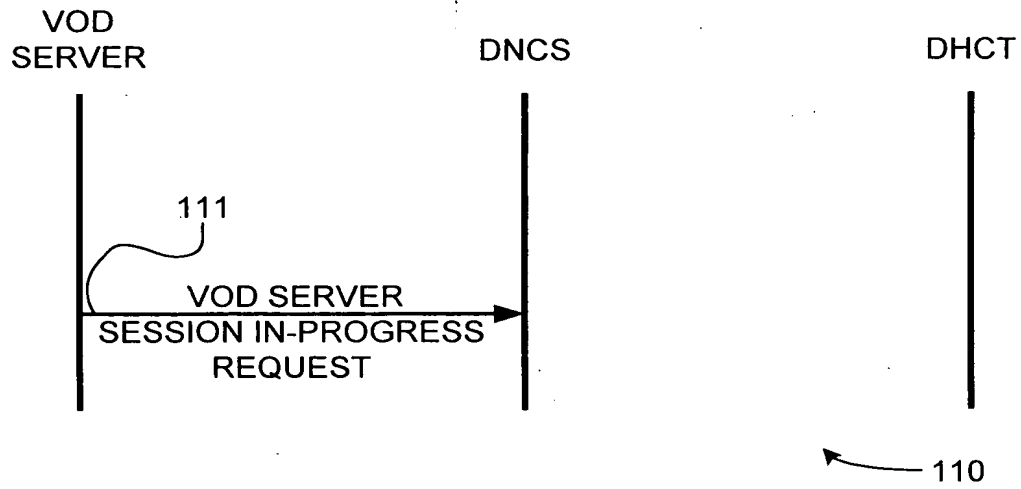 VOD
SERVER
DNCS
DHCT
111
VOD SERVER
SESSION IN-PROGRESS
REQUEST
110